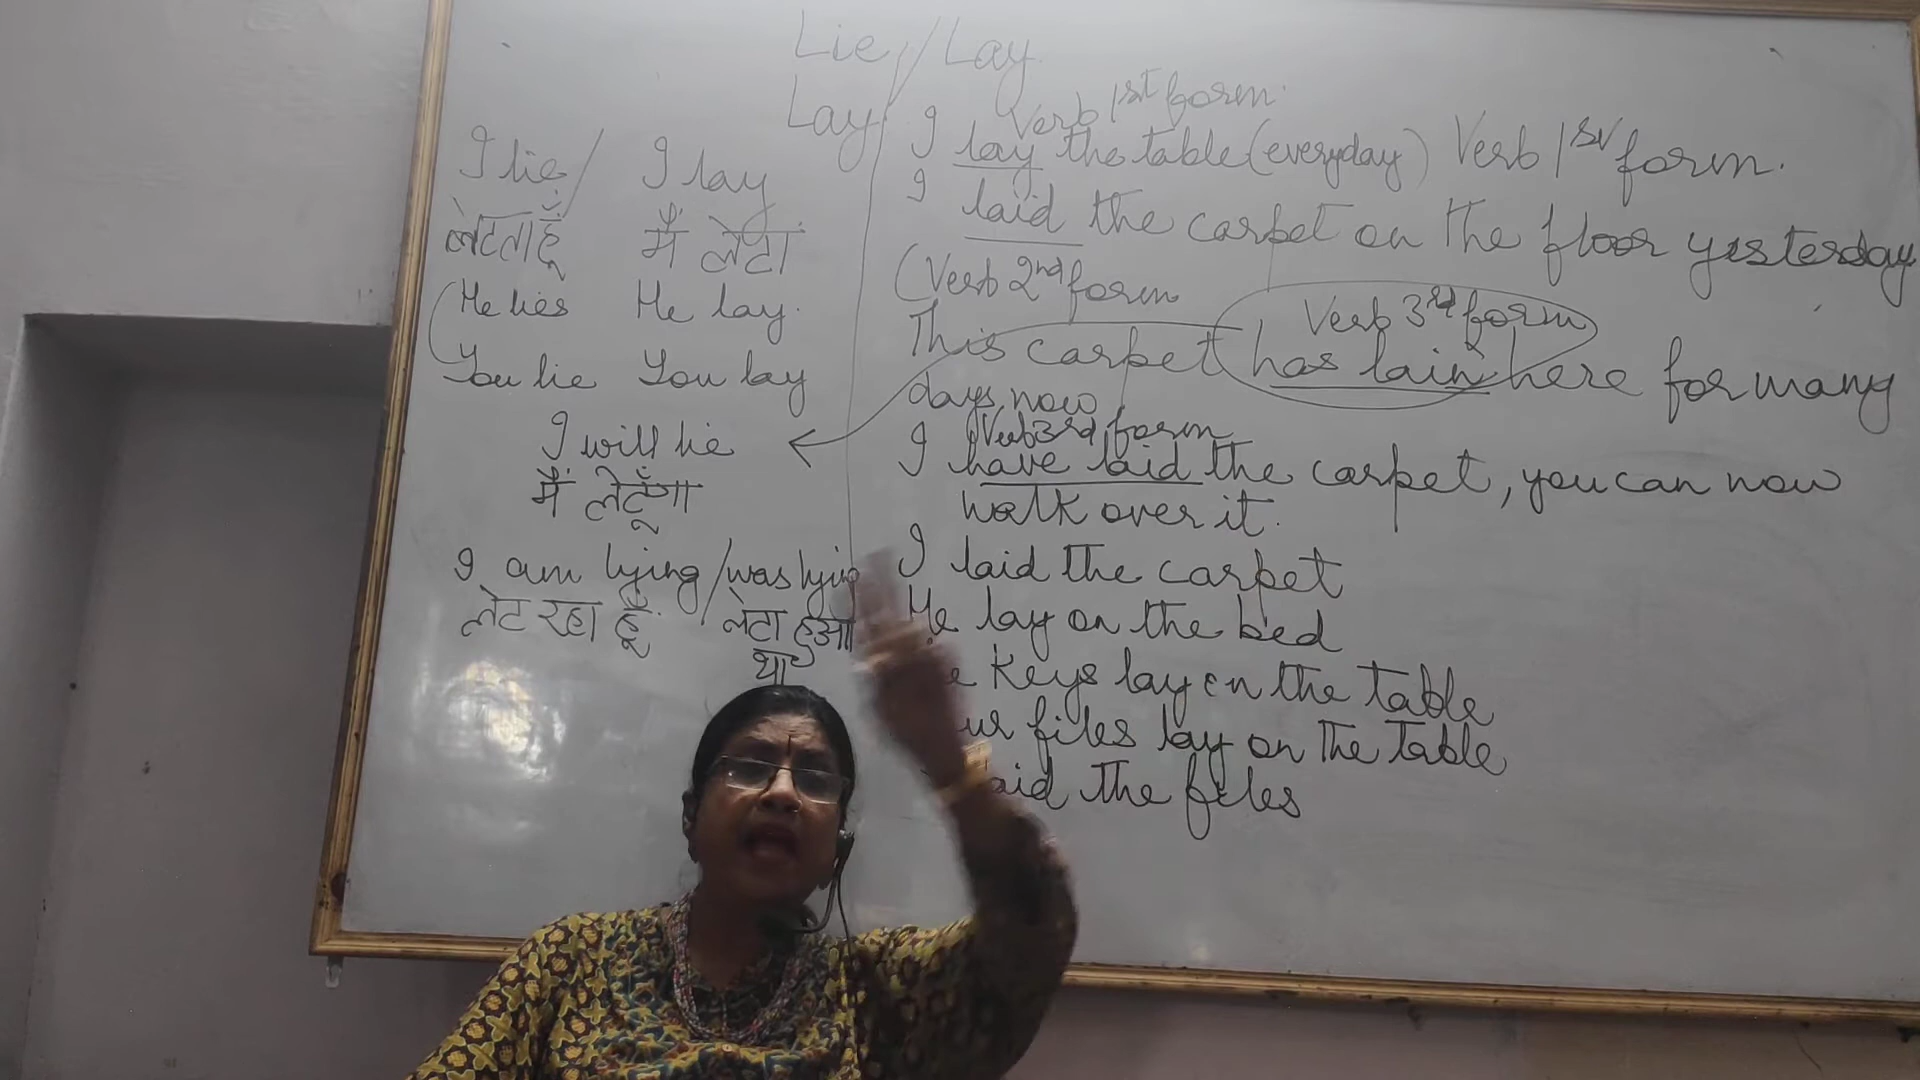 Lie / Lay
Lay
I lie / I lay
लेटता हूँ मैं लेटा
He lies He lay.
You lie You lay
I will lie
मैं लेटूँगा
I am lying / was lying
लेट रहा हूँ लेटा हुआ
था
Verb 1st form.
I lay the table (everyday) Verb 1st form.
I laid the carpet on the floor yesterday
(Verb 2nd form
Verb 3rd form
This carpet has lain here for many
days now
Verb 3rd form
I have laid the carpet, you can now
walk over it.
I laid the carpet
He lay on the bed
Keys lay on the table
files lay on the table
the files